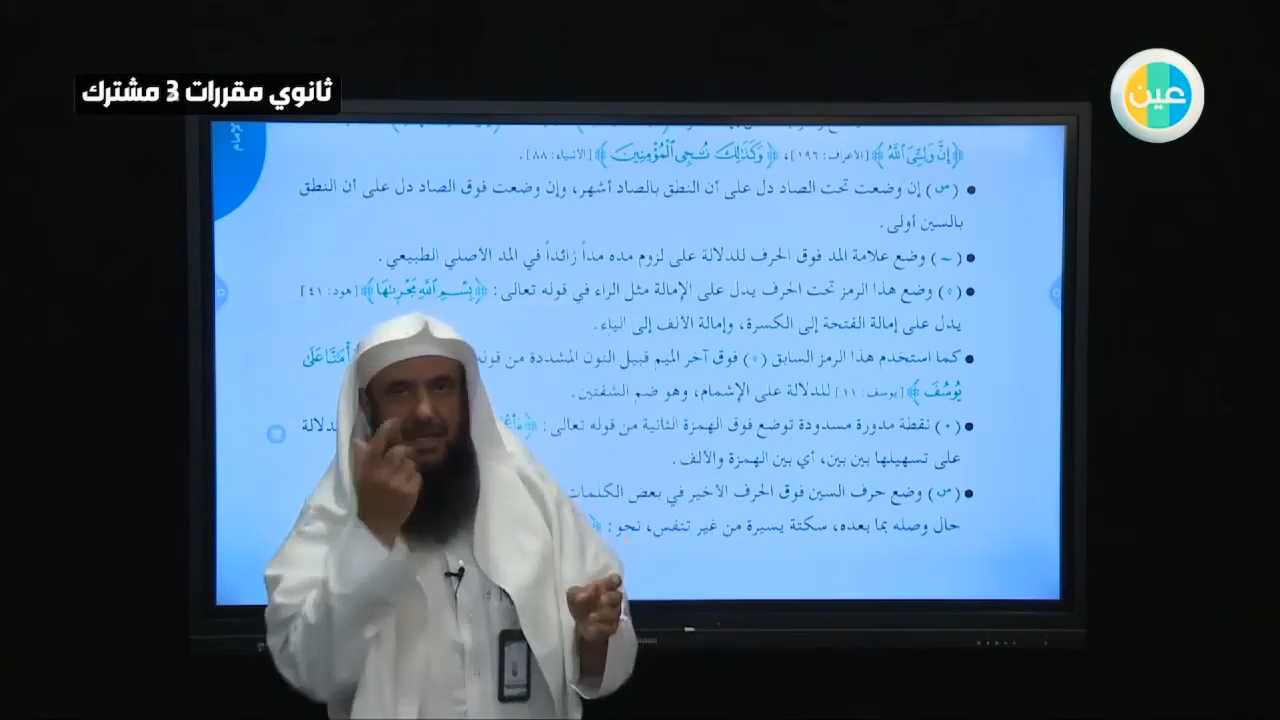 ثانوي مقررات 3 مشترك
عين
الإمام
﴿إِنَّ وَلِـِّۧيَ ٱللَّهُ﴾ [الأعراف: ١٩٦]، ﴿وَكَذَٰلِكَ نُـۨجِي ٱلْمُؤْمِنِينَ﴾ [الأنبياء: ٨٨].
• (س) إن وضعت تحت الصاد دل على أن النطق بالصاد أشهر، وإن وضعت فوق الصاد دل على أن النطق
بالسين أولى.
• (~) وضع علامة المد فوق الحرف للدلالة على لزوم مده مداً زائداً في المد الأصلي الطبيعي.
• (٥) وضع هذا الرمز تحت الحرف يدل على الإمالة مثل الراء في قوله تعالى: ﴿بِسْمِ ٱللَّهِ مَجْر۪ىٰهَا﴾ [هود: ٤١]
يدل على إمالة الفتحة إلى الكسرة، وإمالة الألف إلى الياء.
• كما استخدم هذا الرمز السابق (٥) فوق آخر الميم قبيل النون المشددة من قوله تَأْمَ۬نَّا عَلَىٰ
يُوسُفَ﴾ [يوسف: ١١] للدلالة على الإشمام، وهو ضم الشفتين.
• (٠) نقطة مدورة مسدودة توضع فوق الهمزة الثانية من قوله تعالى: للدلالة
على تسهيلها بين بين، أي بين الهمزة والألف.
• (س) وضع حرف السين فوق الحرف الأخير في بعض الكلمات
حال وصله بما بعده، سكتة يسيرة من غير تنفس، نحو: